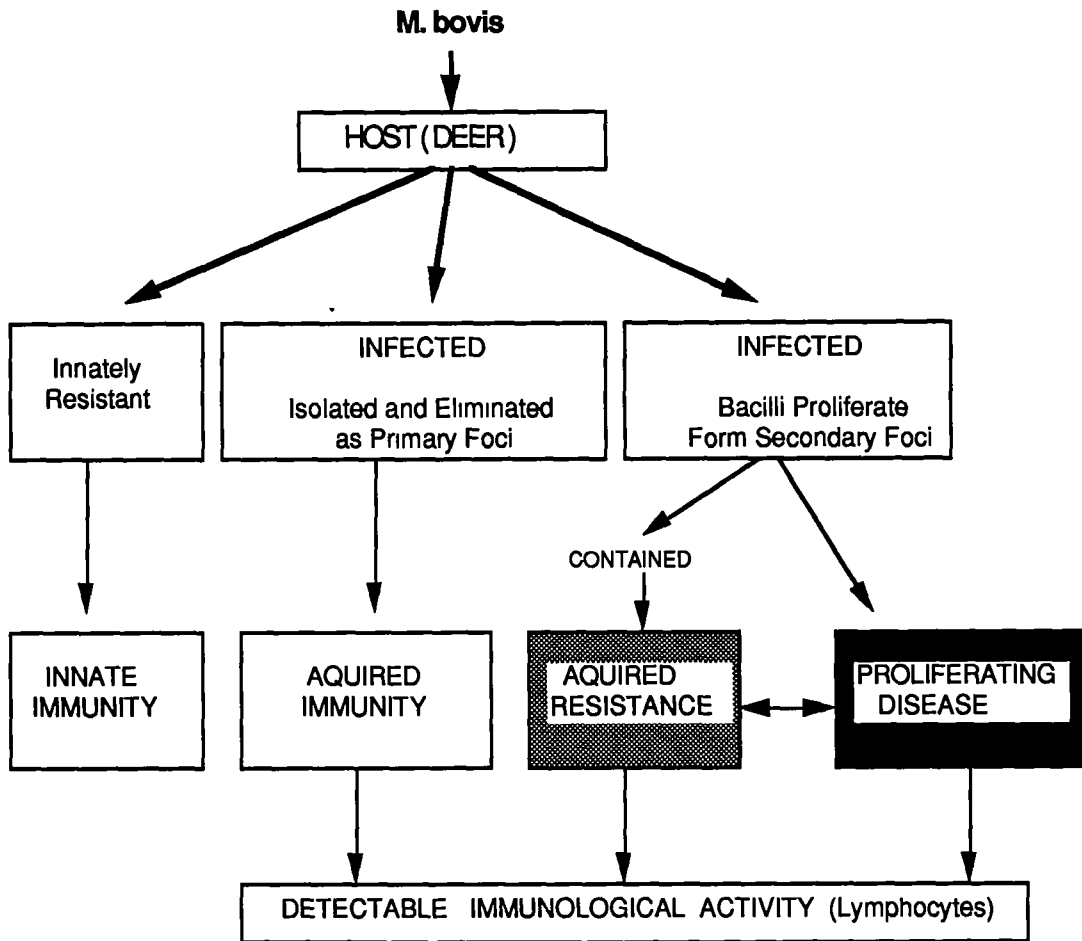 M. bovis
HOST (DEER)
Innately
Resistant
INFECTED
Isolated and Eliminated
as Primary Foci
INFECTED
Bacilli Proliferate
Form Secondary Foci
CONTAINED
INNATE
IMMUNITY
AQUIRED
IMMUNITY
AQUIRED
RESISTANCE
PROLIFERATING
DISEASE
DETECTABLE IMMUNOLOGICAL ACTIVITY (Lymphocytes)